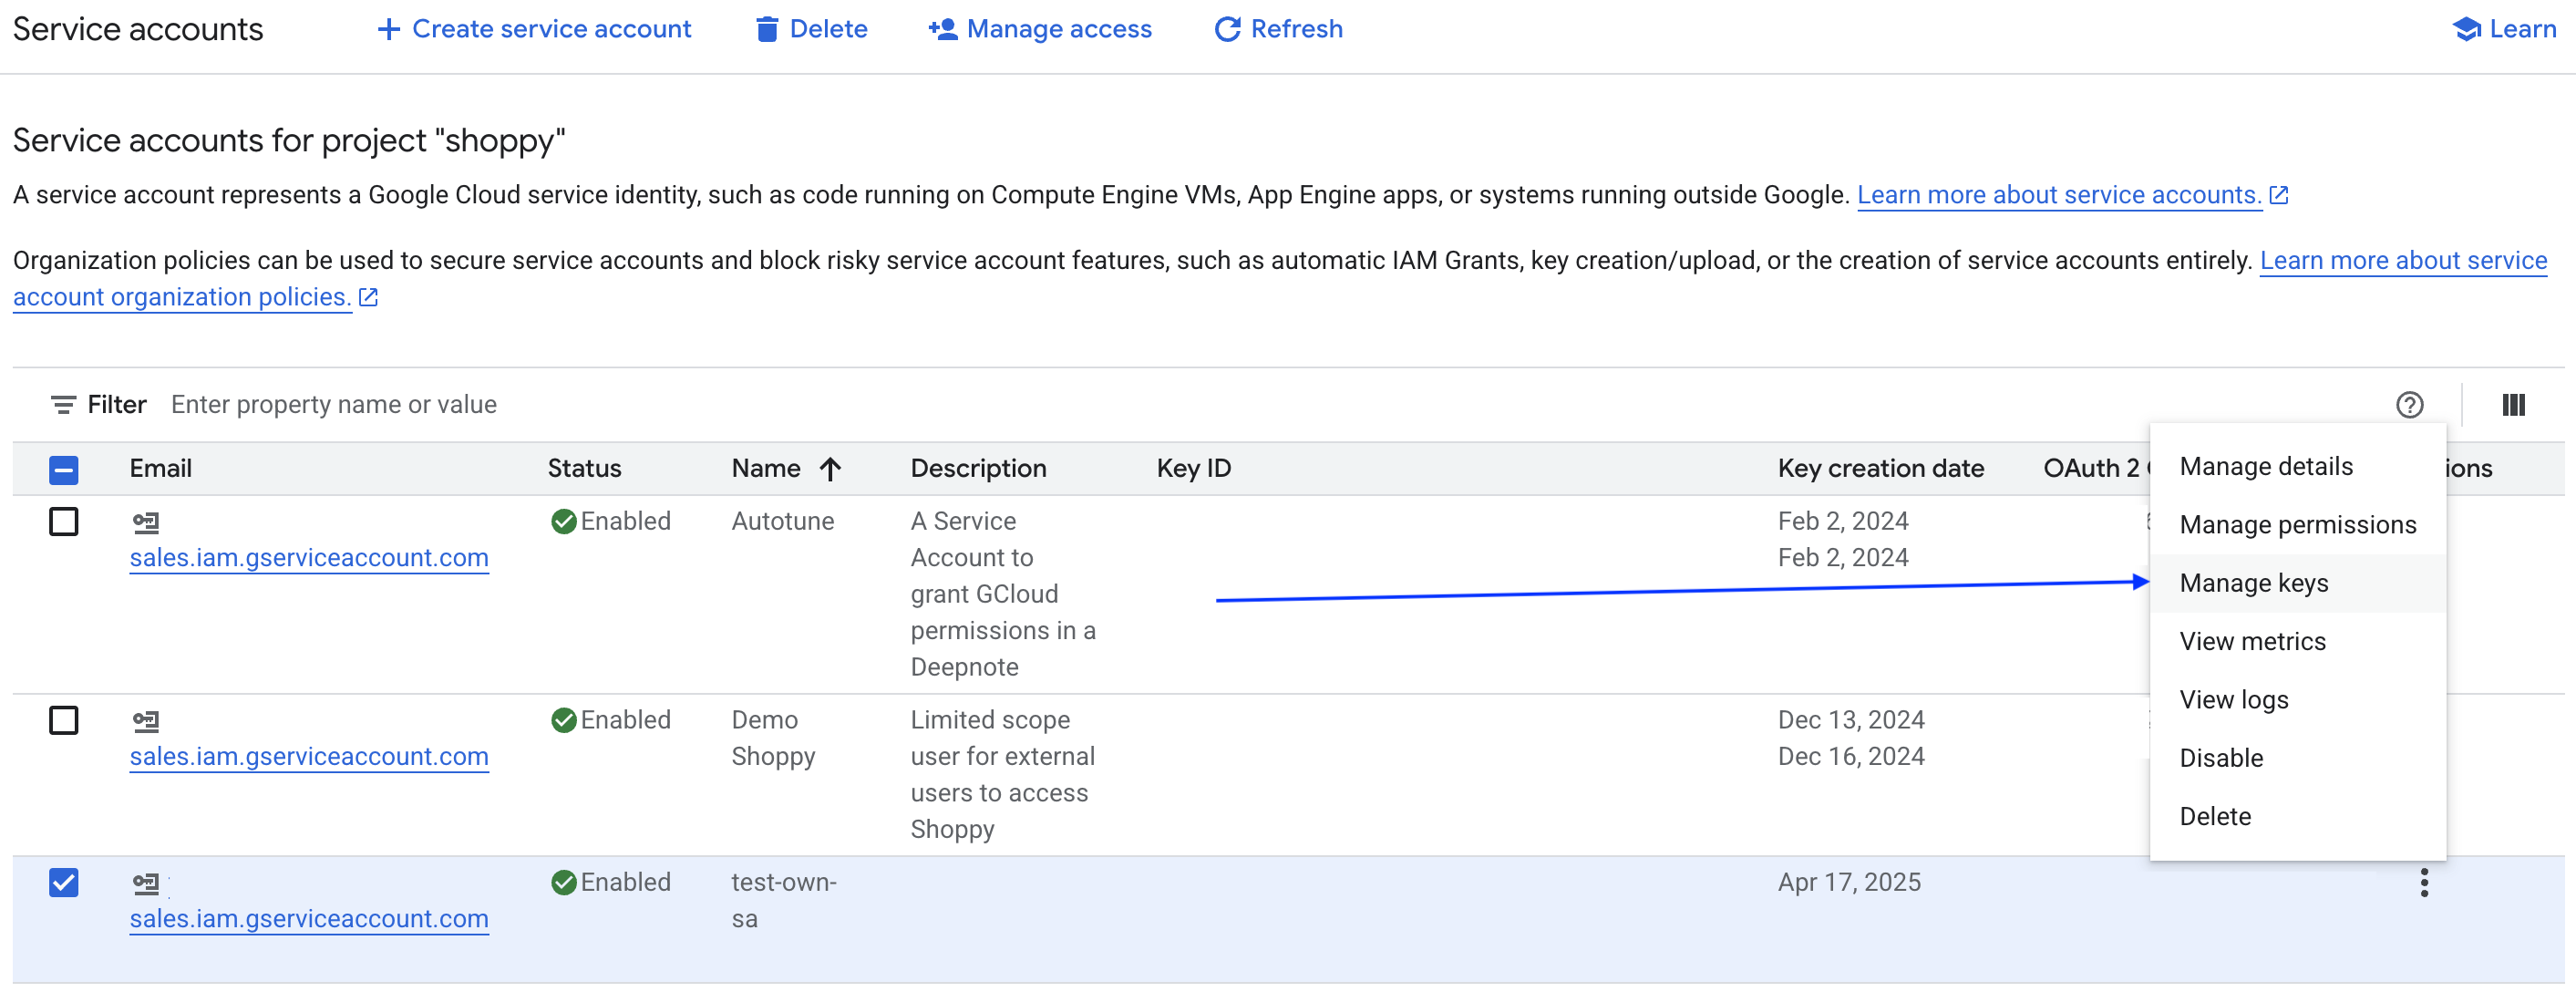 Service accounts
Create service account
Delete
Manage access
Refresh
Learn
Service accounts for project "shoppy"
A service account represents a Google Cloud service identity, such as code running on Compute Engine VMs, App Engine apps, or systems running outside Google. Learn more about service accounts.
Organization policies can be used to secure service accounts and block risky service account features, such as automatic IAM Grants, key creation/upload, or the creation of service accounts entirely. Learn more about service
account organization policies.
Filter Enter property name or value
Email Status Name Description Key ID Key creation date OAuth 2 ions
Enabled Autotune A Service Feb 2, 2024
sales.iam.gserviceaccount.com Account to Feb 2, 2024
grant GCloud
permissions in a
Deepnote
Enabled Demo Limited scope Dec 13, 2024
sales.iam.gserviceaccount.com Shoppy user for external Dec 16, 2024
users to access
Shoppy
Enabled test-own- Apr 17, 2025
sales.iam.gserviceaccount.com sa
Manage details
Manage permissions
Manage keys
View metrics
View logs
Disable
Delete